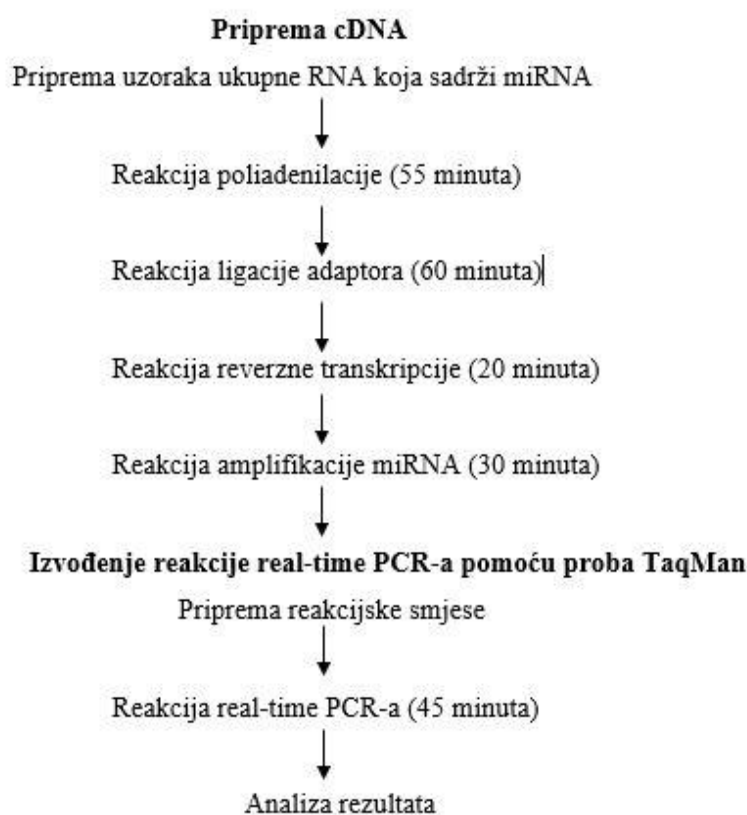 Priprema cDNA
Priprema uzoraka ukupne RNA koja sadrži miRNA
Reakcija poliadenilacije (55 minuta)
Reakcija ligacije adaptora (60 minuta)
Reakcija reverzne transkripcije (20 minuta)
Reakcija amplifikacije miRNA (30 minuta)
Izvođenje reakcije real-time PCR-a pomoću proba TaqMan
Priprema reakcijske smjese
Reakcija real-time PCR-a (45 minuta)
Analiza rezultata